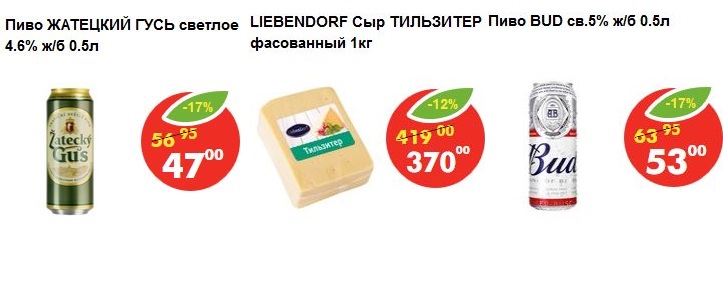 Пиво ЖАТЕЦКИЙ ГУСЬ светлое
4.6% ж/б 0.5л
LIEBENDORF Сыр ТИЛЬЗИТЕР
фасованный 1кг
Пиво BUD св.5% ж/б 0.5л
Žatecký
Gus
-17%
56 95
47 00
Тильзитер
-12%
419 00
370 00
Bud
-17%
63 95
53 00